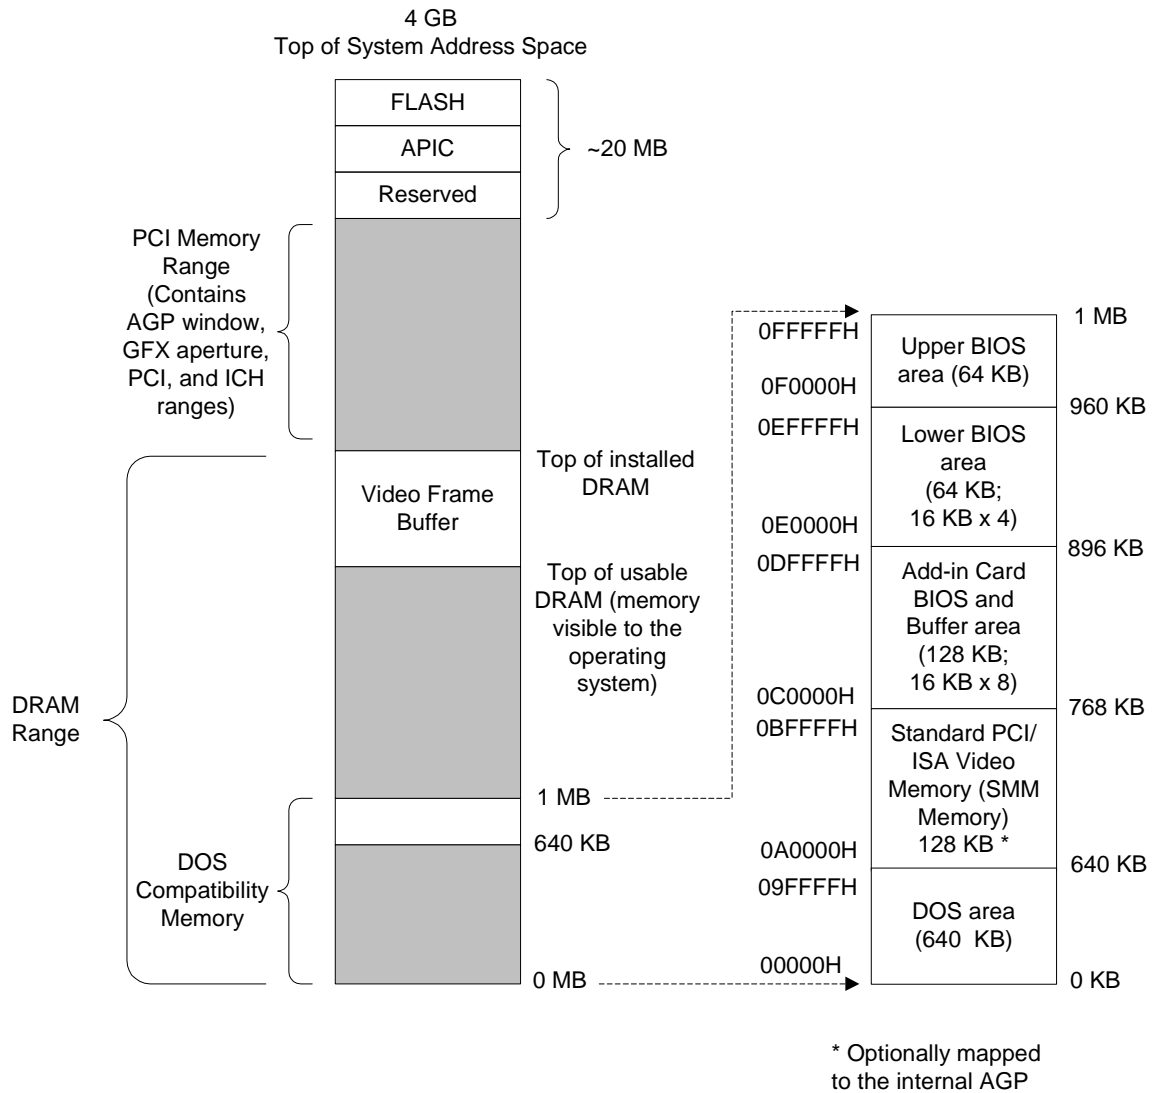 4 GB
Top of System Address Space
FLASH
APIC
Reserved
~20 MB
PCI Memory
Range
(Contains
AGP window,
GFX aperture,
PCI, and ICH
ranges)
DRAM
Range
Video Frame
Buffer
Top of installed
DRAM
Top of usable
DRAM (memory
visible to the
operating
system)
1 MB
640 KB
DOS
Compatibility
Memory
0 MB
0FFFFFH
0F0000H
0EFFFFH
0E0000H
0DFFFFH
0C0000H
0BFFFFH
0A0000H
09FFFFH
00000H
Upper BIOS
area (64 KB)
Lower BIOS
area
(64 KB;
16 KB x 4)
Add-in Card
BIOS and
Buffer area
(128 KB;
16 KB x 8)
Standard PCI/
ISA Video
Memory (SMM
Memory)
128 KB *
DOS area
(640 KB)
1 MB
960 KB
896 KB
768 KB
640 KB
0 KB
* Optionally mapped
to the internal AGP